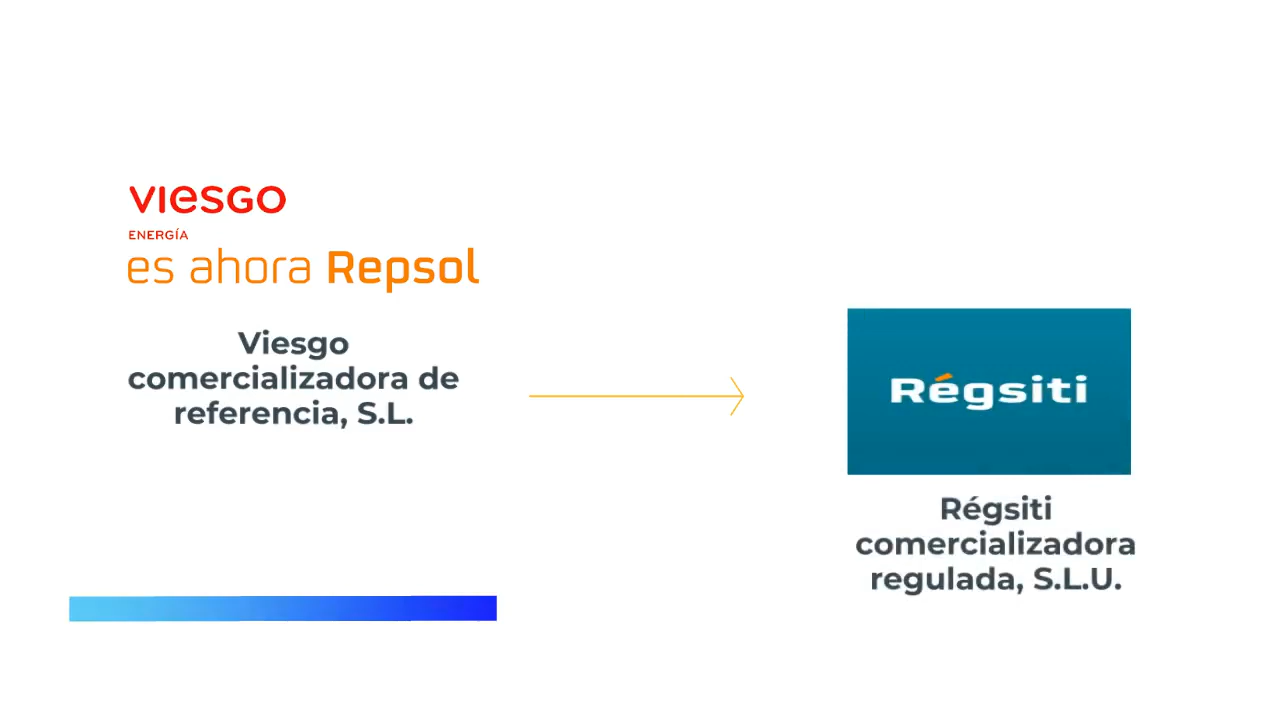 VIESGO
ENERGÍA
es ahora Repsol
Viesgo
comercializadora de
referencia, S.L.
Régsiti
Régsiti
comercializadora
regulada, S.L.U.